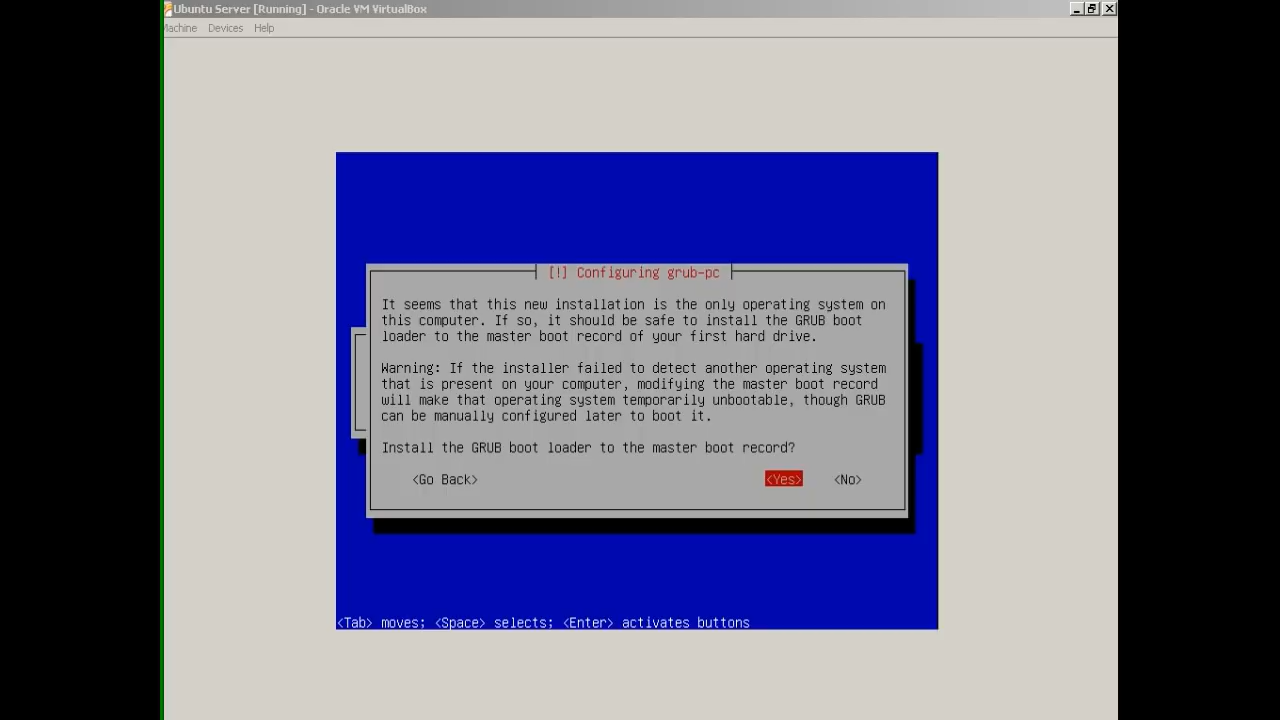 Ubuntu Server [Running] - Oracle VM VirtualBox
Machine Devices Help
[!] Configuring grub-pc
It seems that this new installation is the only operating system on
this computer. If so, it should be safe to install the GRUB boot
loader to the master boot record of your first hard drive.
Warning: If the installer failed to detect another operating system
that is present on your computer, modifying the master boot record
will make that operating system temporarily unbootable, though GRUB
can be manually configured later to boot it.
Install the GRUB boot loader to the master boot record?
<Go Back> <Yes> <No>
<Tab> moves; <Space> selects; <Enter> activates buttons